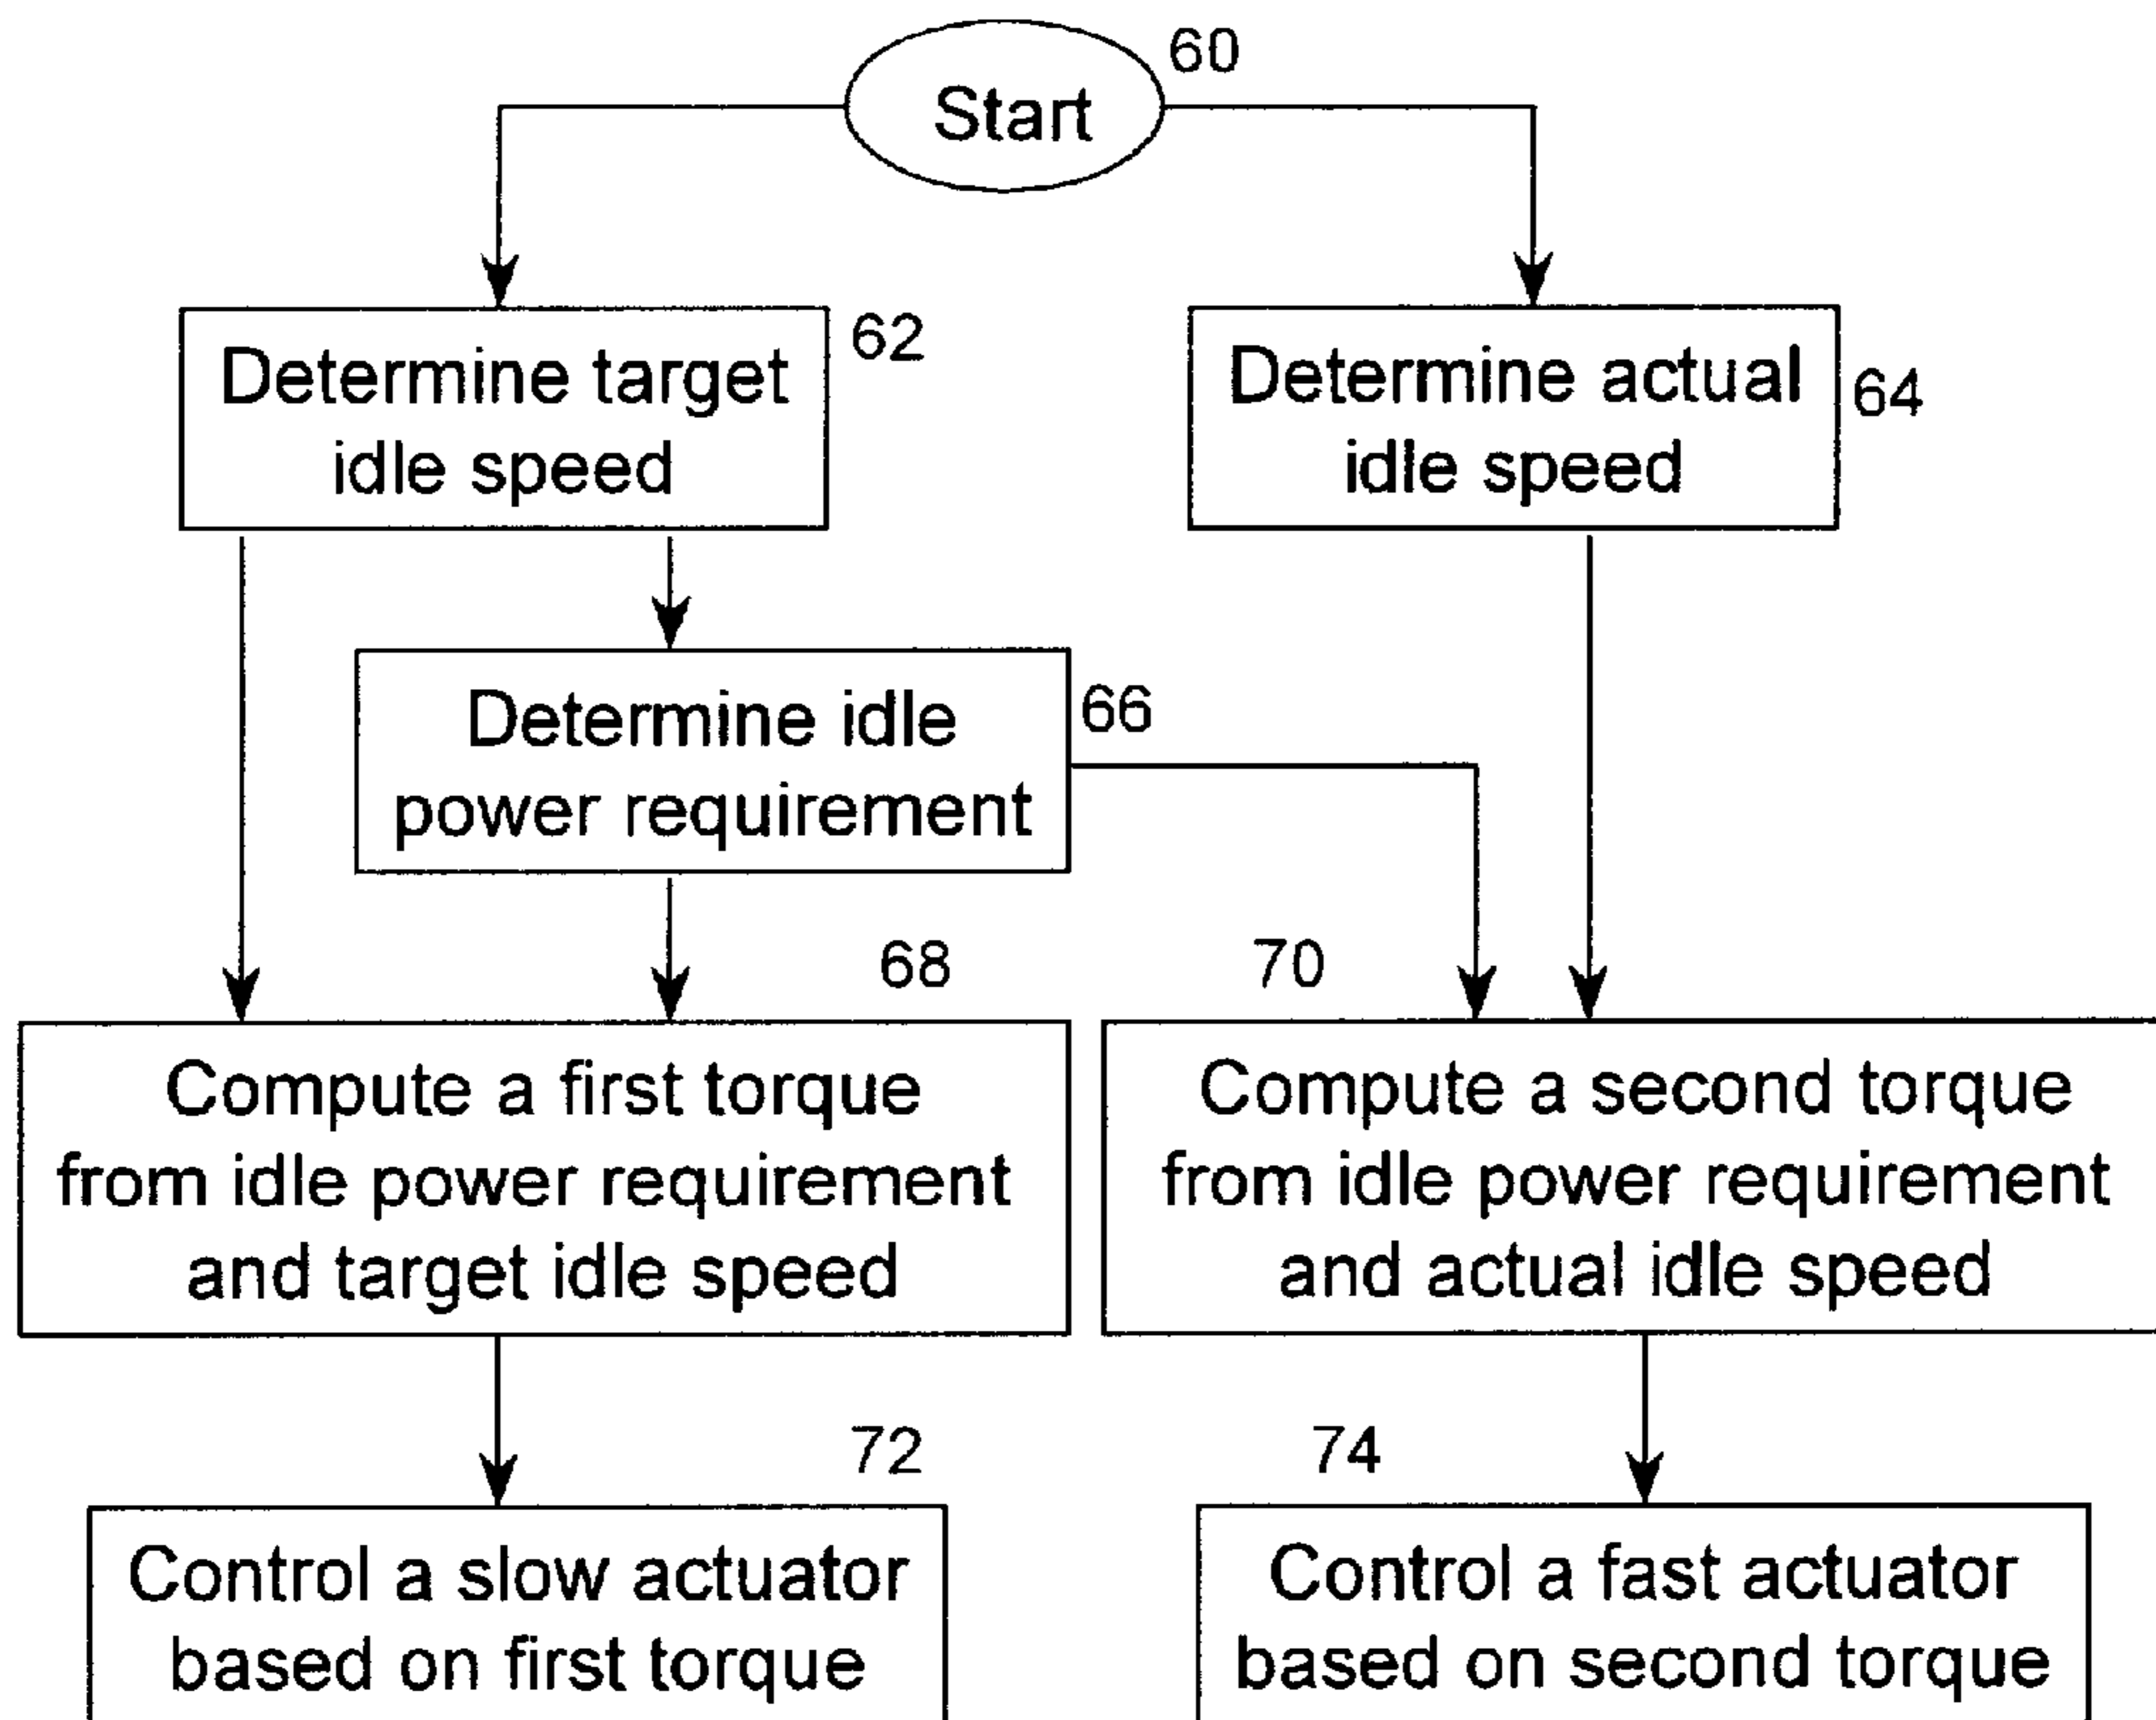 60
Start
62
Determine target
idle speed
Determine actual
idle speed
64
Determine idle
power requirement
66
68
70
Compute a first torque
from idle power requirement
and target idle speed
Compute a second torque
from idle power requirement
and actual idle speed
72
74
Control a slow actuator
based on first torque
Control a fast actuator
based on second torque